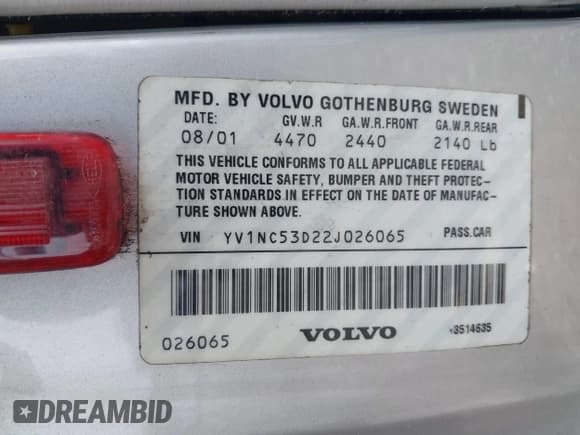 MFD. BY VOLVO GOTHENBURG SWEDEN
DATE: GV.W.R GA.W.R.FRONT GA.W.R.REAR
08/01 4470 2440 2140 Lb
THIS VEHICLE CONFORMS TO ALL APPLICABLE FEDERAL
MOTOR VEHICLE SAFETY, BUMPER AND THEFT PROTEC-
TION STANDARDS IN EFFECT ON THE DATE OF MANUFAC-
TURE SHOWN ABOVE.
VIN YV1NC53D22J026065 PASS.CAR
026065 VOLVO 3514635
DREAMBID